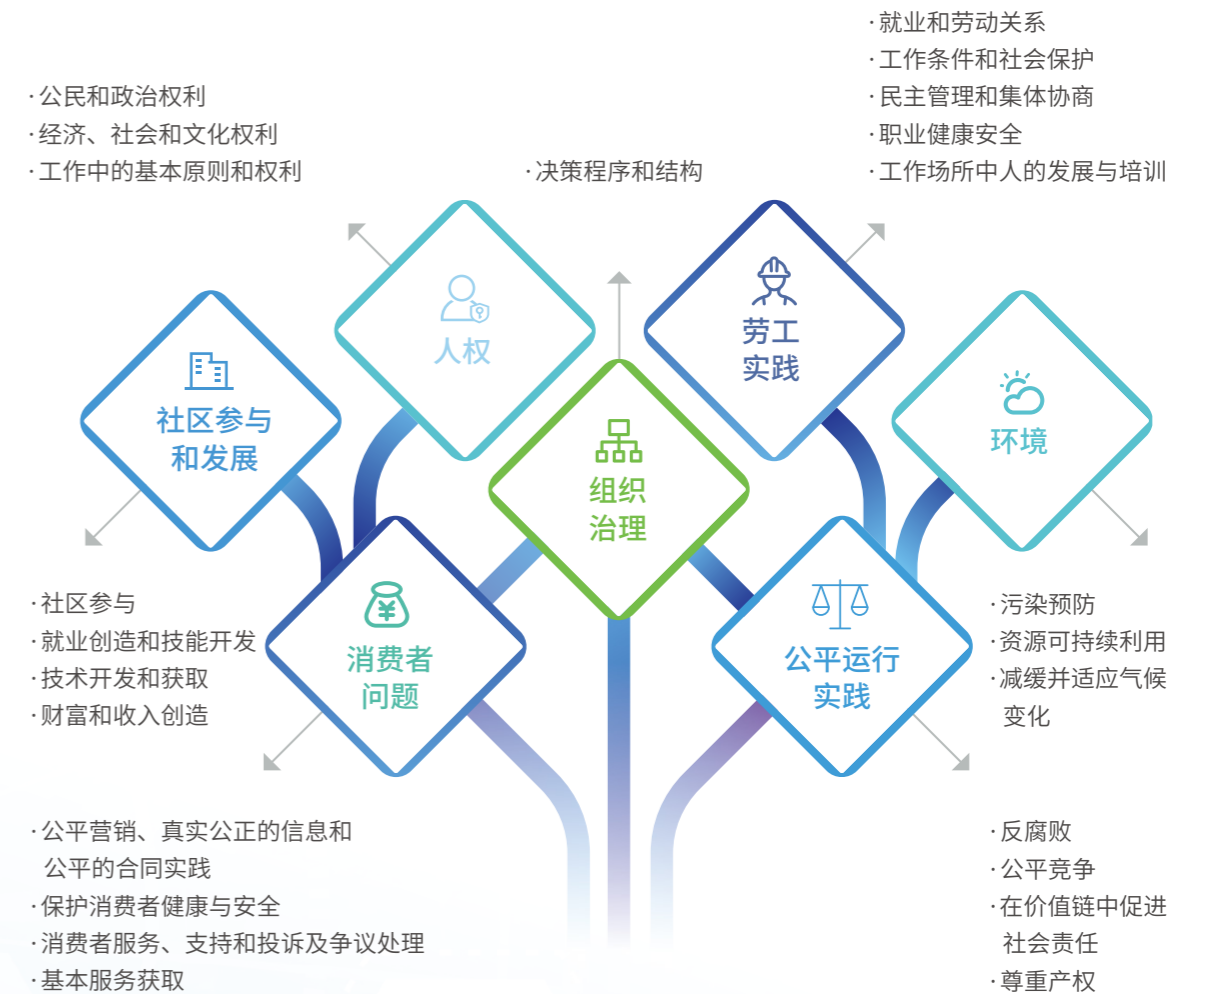 ·就业和劳动关系
·工作条件和社会保护
·民主管理和集体协商
·职业健康安全
·工作场所中人的发展与培训
·公民和政治权利
·经济、社会和文化权利
·工作中的基本原则和权利
·决策程序和结构
人权
劳工
实践
社区参与
和发展
环境
组织
治理
·社区参与
·就业创造和技能开发
·技术开发和获取
·财富和收入创造
消费者
问题
公平运行
实践
·污染预防
·资源可持续利用
·减缓并适应气候
变化
·公平营销、真实公正的信息和
公平的合同实践
·保护消费者健康与安全
·消费者服务、支持和投诉及争议处理
·基本服务获取
·反腐败
·公平竞争
·在价值链中促进
社会责任
·尊重产权